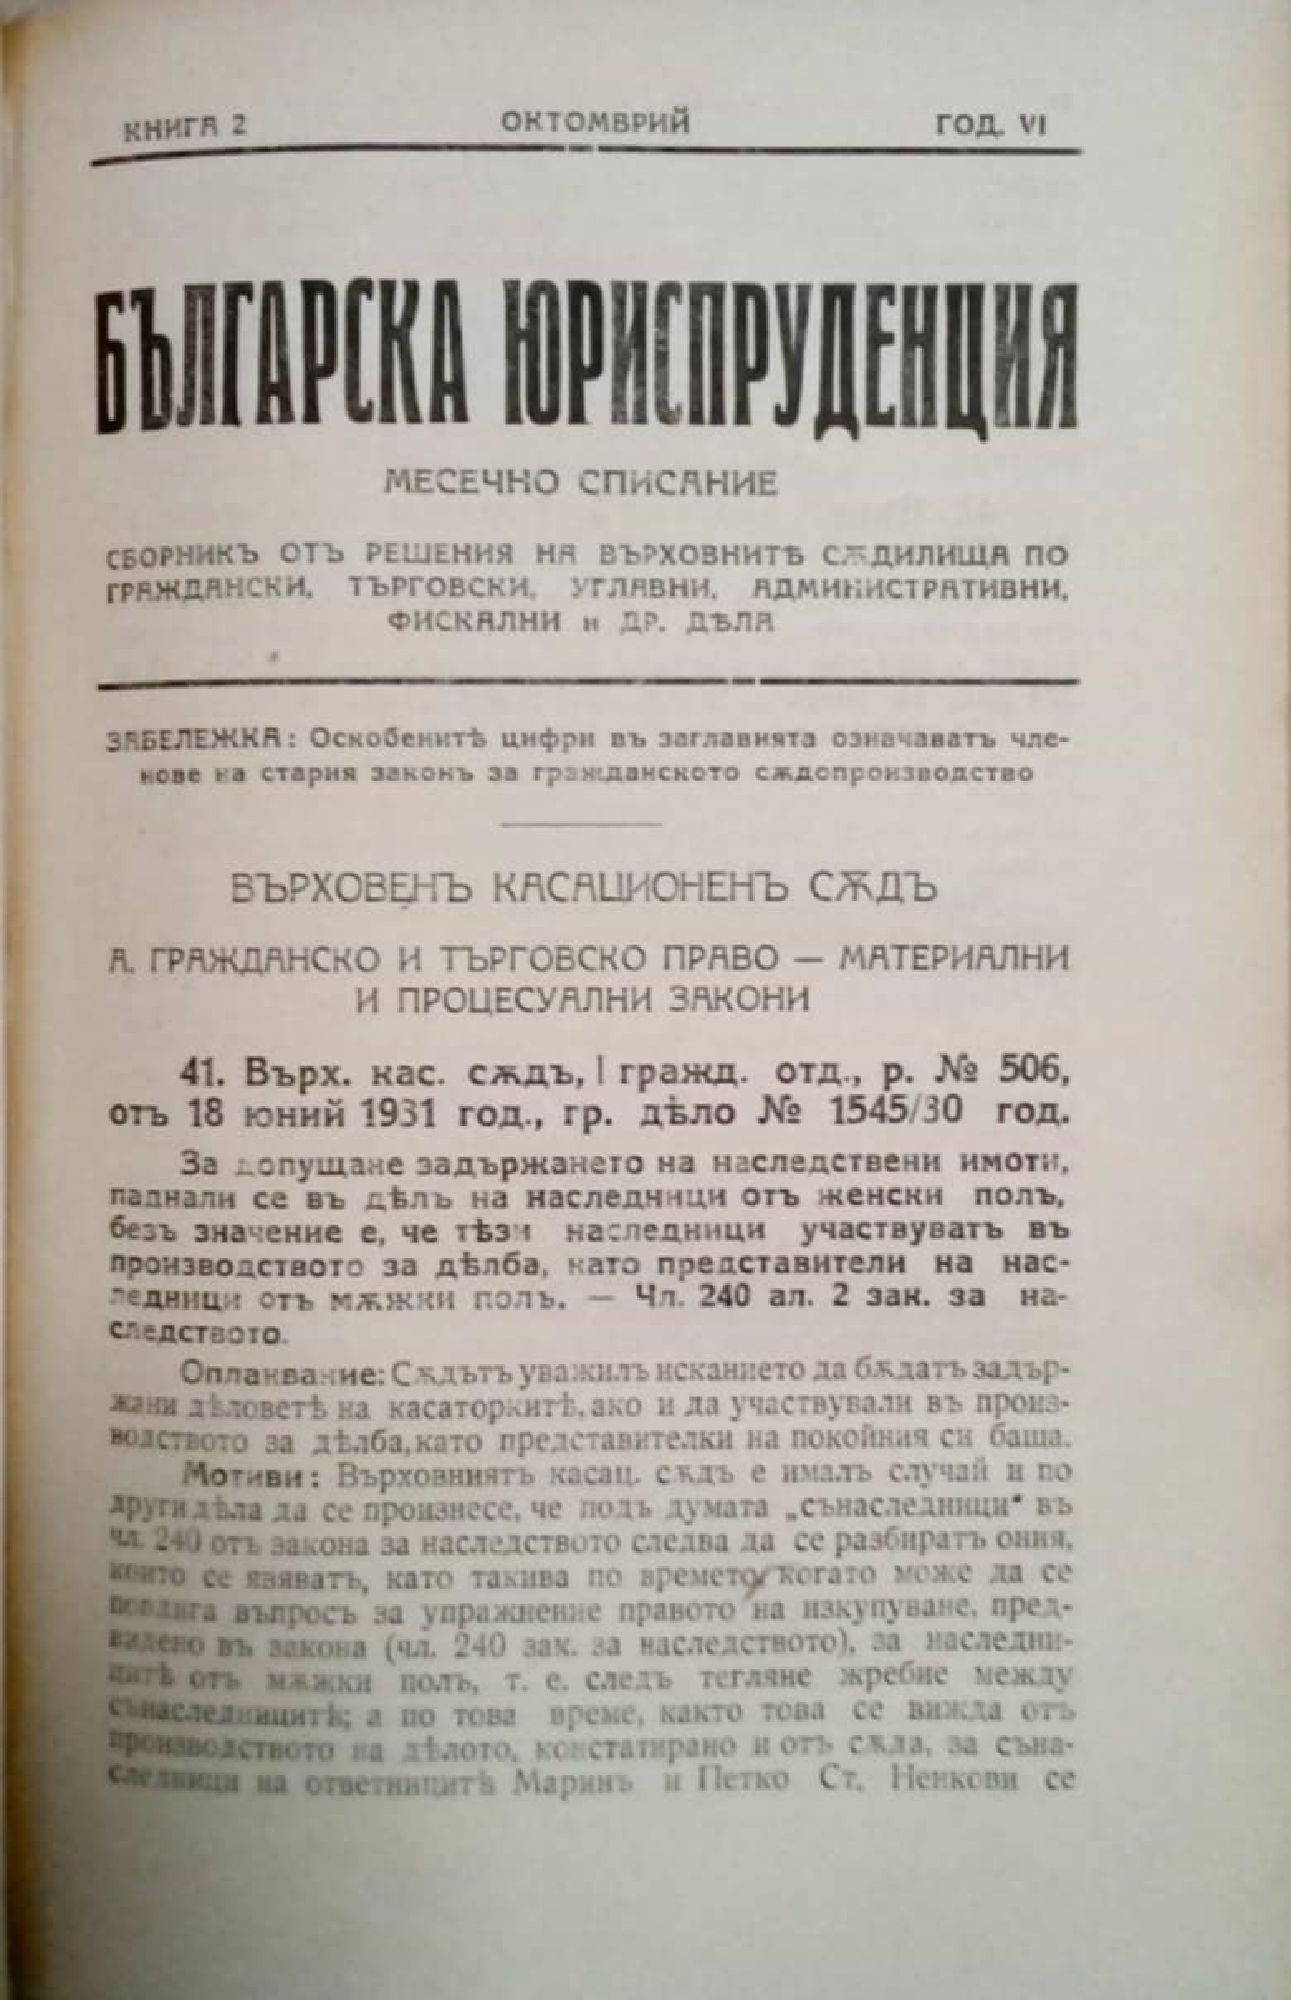 КНИГА 2 ОКТОМВРИЙ ГОД. VI
БЪЛГАРСКА ЮРИСПРУДЕНЦИЯ
МЕСЕЧНО СПИСАНИЕ
СБОРНИКЪ ОТЪ РЕШЕНИЯ НА ВЪРХОВНИТѢ СѪДИЛИЩА ПО
ГРАЖДАНСКИ, ТЪРГОВСКИ, УГЛАВНИ, АДМИНИСТРАТИВНИ,
ФИСКАЛНИ и ДР. ДѢЛА
ЗАБЕЛЕЖКА: Оскобенитѣ цифри въ заглавията означаватъ чле-
нове на стария законъ за гражданското сѫдопроизводство
ВЪРХОВЕНЪ КАСАЦИОНЕНЪ СѪДЪ
А. ГРАЖДАНСКО И ТЪРГОВСКО ПРАВО — МАТЕРИАЛНИ
И ПРОЦЕСУАЛНИ ЗАКОНИ
41. Върх. кас. сѫдъ, I гражд. отд., р. № 506,
отъ 18 юний 1931 год., гр. дѣло № 1545/30 год.
За допущане задържането на наследствени имоти,
паднали се въ дѣлъ на наследници отъ женски полъ,
безъ значение е, че тѣзи наследници участвуватъ въ
производството за дѣлба, като представители на нас-
ледници отъ мѫжки полъ. — Чл. 240 ал. 2 зак. за на-
следството.
Оплакване: Сѫдътъ уважилъ исканието да бѫдатъ задър-
жани дѣловетѣ на касаторкитѣ, ако и да участвували въ произ-
водството за дѣлба, като представителки на покойния си баща.
Мотиви: Върховниятъ касац. сѫдъ е ималъ случай и по
други дѣла да се произнесе, че подъ думата „сънаследници“ въ
чл. 240 отъ закона за наследството следва да се разбиратъ ония,
които се явяватъ, като такива по времето, когато може да се
повдига въпросъ за упражнение правото на изкупуване, пред-
видено въ закона (чл. 240 зак. за наследството), за наследни-
цитѣ отъ мѫжки полъ, т. е. следъ тегляне жребие между
сънаследницитѣ; а по това време, както това се вижда отъ
производството на дѣлото, констатирано и отъ сѫда, за съна-
следници на ответницитѣ Маринъ и Петко Ст. Ненкови се